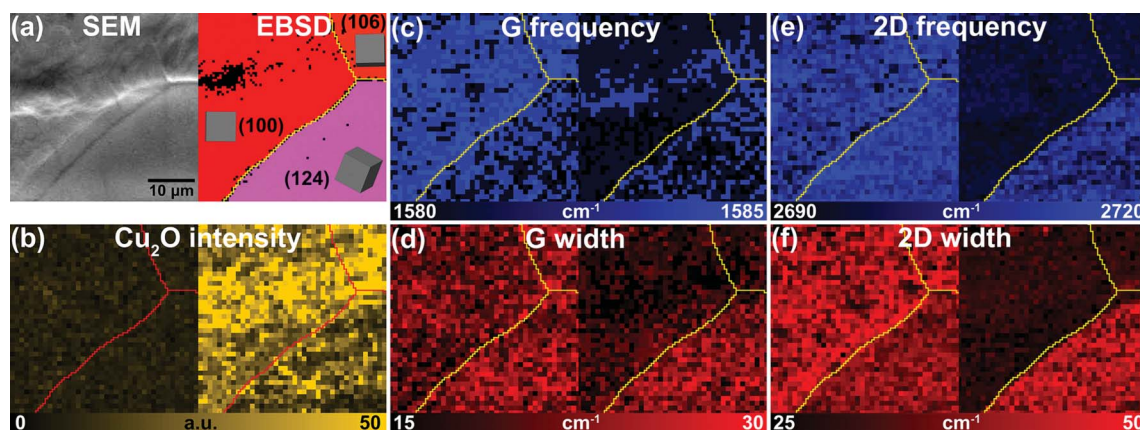 (a) SEM EBSD (106)
(100)
(124)
10 µm
(b) Cu₂O intensity
0 a.u. 50
(c) G frequency
1580 cm⁻¹ 1585
(d) G width
15 cm⁻¹ 30
(e) 2D frequency
2690 cm⁻¹ 2720
(f) 2D width
25 cm⁻¹ 50